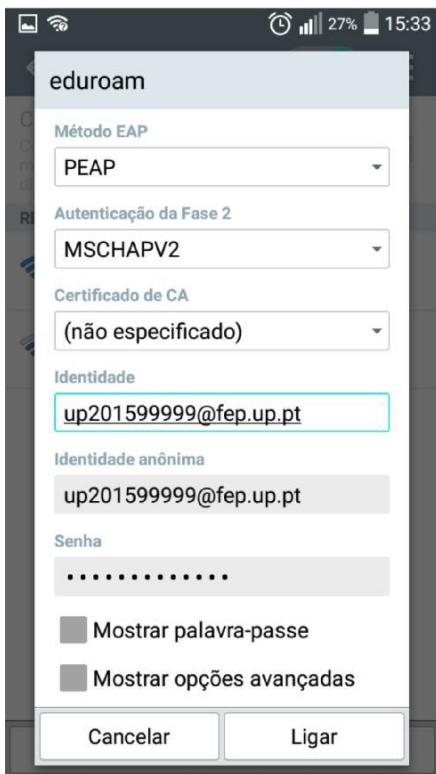 27% 15:33
eduroam
Método EAP
PEAP
Autenticação da Fase 2
MSCHAPV2
Certificado de CA
(não especificado)
Identidade
up201599999@fep.up.pt
Identidade anônima
up201599999@fep.up.pt
Senha
•••••••••••••
Mostrar palavra-passe
Mostrar opções avançadas
Cancelar Ligar